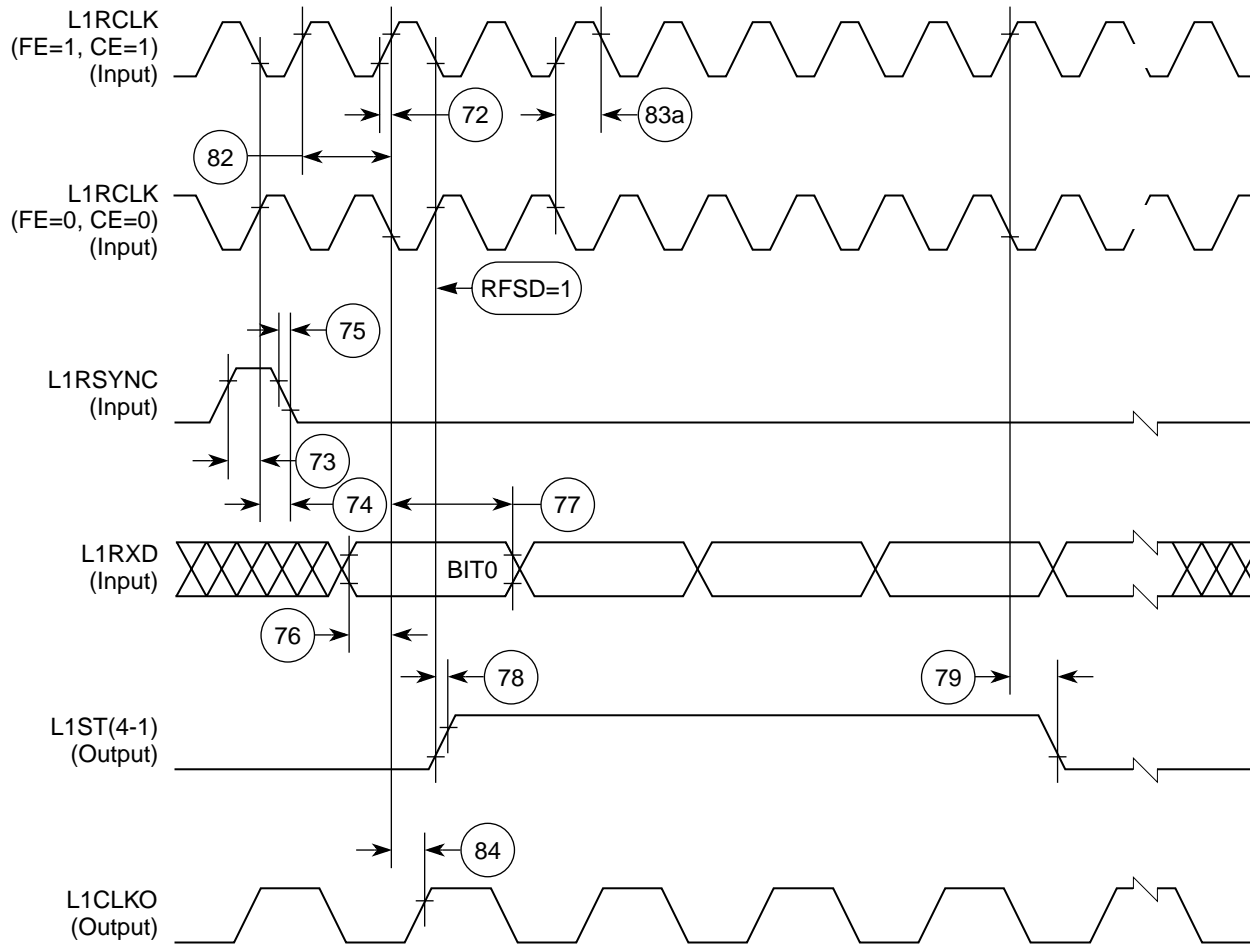 L1RCLK
(FE=1, CE=1)
(Input)
72
83a
82
L1RCLK
(FE=0, CE=0)
(Input)
RFSD=1
75
L1RSYNC
(Input)
73
74
77
L1RXD
(Input)
BIT0
76
78
79
L1ST(4-1)
(Output)
84
L1CLKO
(Output)